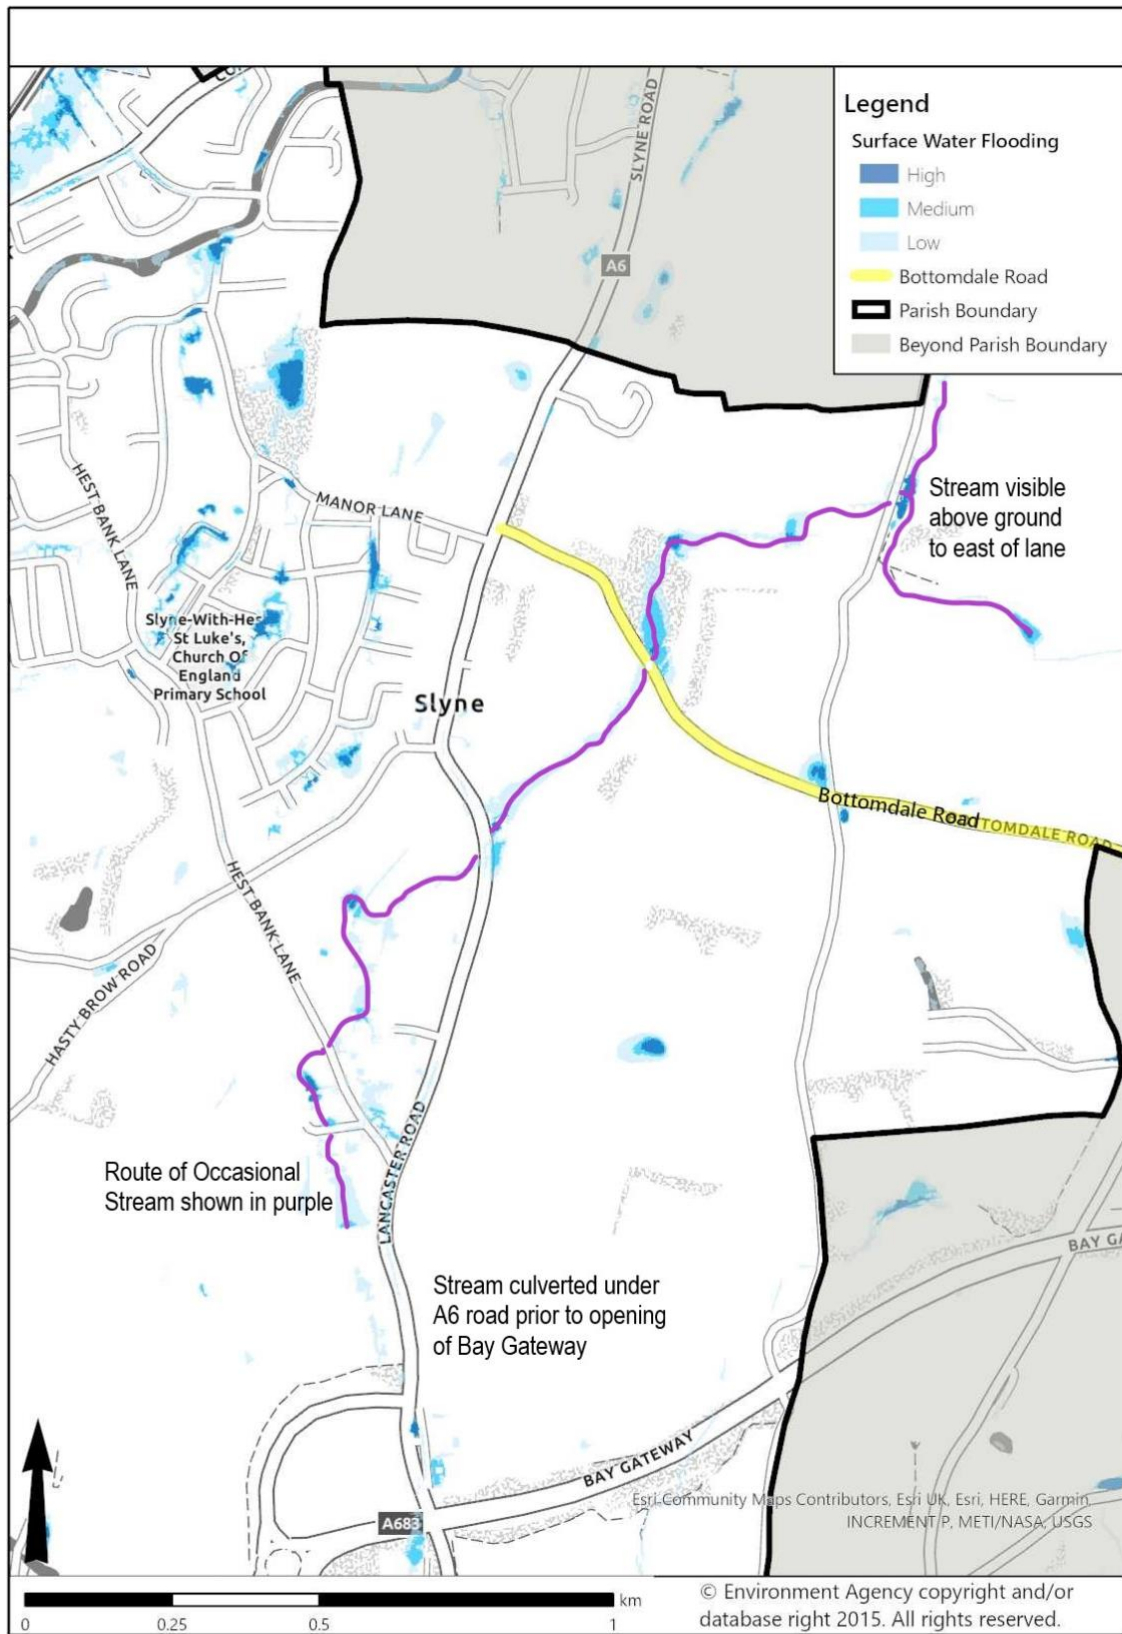 Legend
Surface Water Flooding
High
Medium
Low
Bottomdale Road
Parish Boundary
Beyond Parish Boundary
SLYNE ROAD
A6
Stream visible
above ground
to east of lane
HEST BANK LANE
MANOR LANE
Slyne-With-Hes
St Luke's,
Church Of
England
Primary School
Slyne
Bottomdale Road
BOTTOMDALE ROAD
HEST BANK LANE
HASTY BROW ROAD
LANCASTER ROAD
Route of Occasional
Stream shown in purple
Stream culverted under
A6 road prior to opening
of Bay Gateway
BAY GA
BAY GATEWAY
A683
Esri Community Maps Contributors, Esri UK, Esri, HERE, Garmin,
INCREMENT P, METI/NASA, USGS
km
0 0.25 0.5 1
© Environment Agency copyright and/or
database right 2015. All rights reserved.